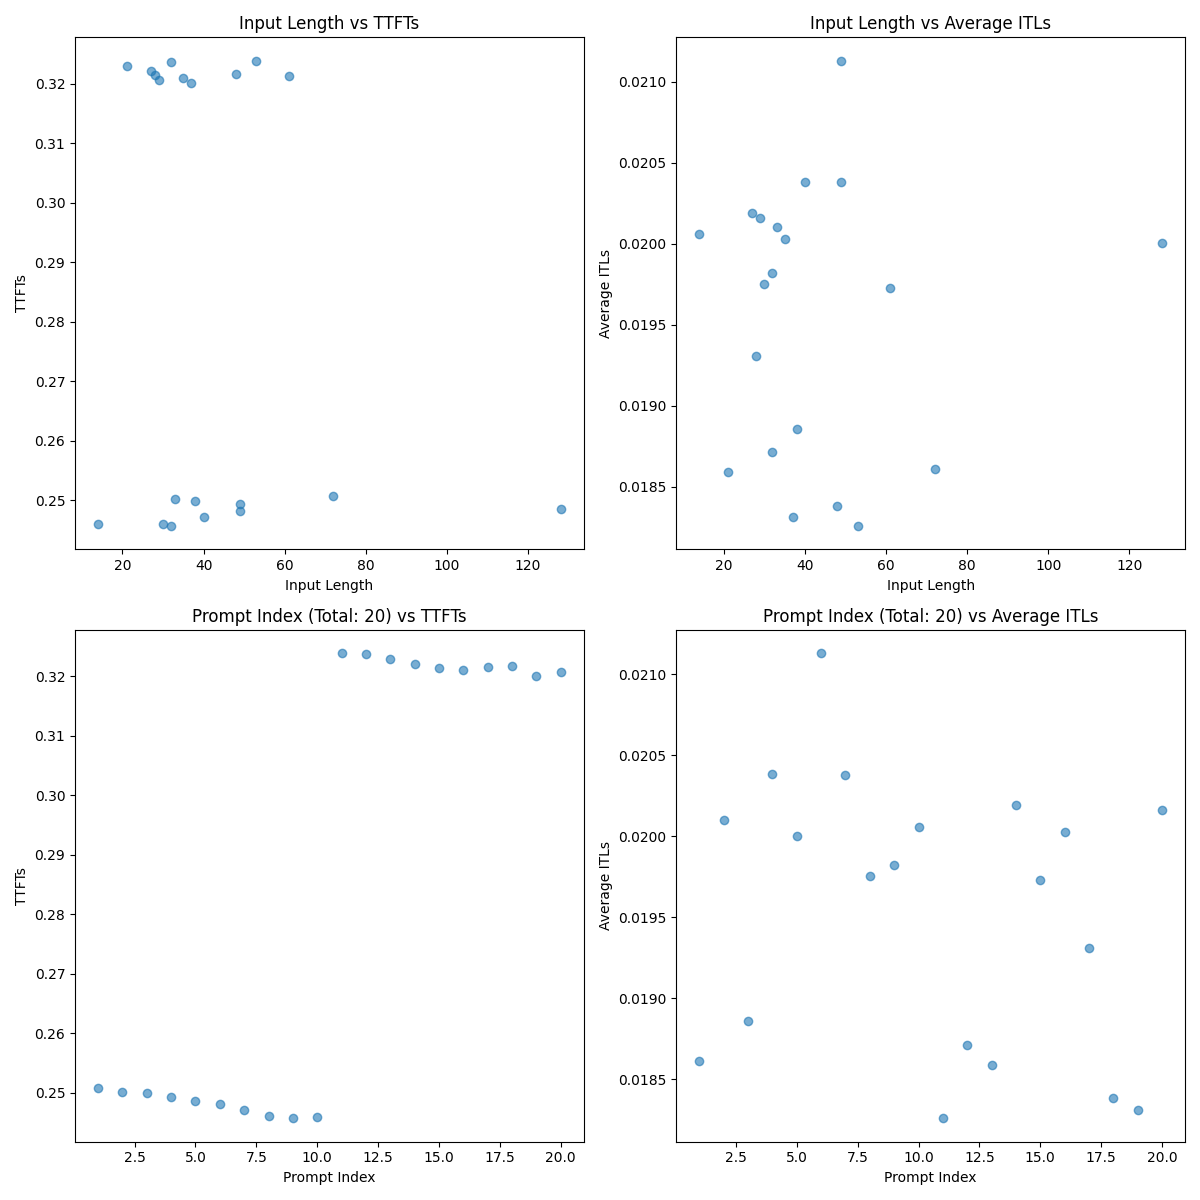 Input Length vs TTFTs
0.32
0.31
0.30
0.29
0.28
0.27
0.26
0.25
TTFTs
20 40 60 80 100 120
Input Length
Input Length vs Average ITLs
0.0210
0.0205
0.0200
0.0195
0.0190
0.0185
Average ITLs
20 40 60 80 100 120
Input Length
Prompt Index (Total: 20) vs TTFTs
0.32
0.31
0.30
0.29
0.28
0.27
0.26
0.25
TTFTs
2.5 5.0 7.5 10.0 12.5 15.0 17.5 20.0
Prompt Index
Prompt Index (Total: 20) vs Average ITLs
0.0210
0.0205
0.0200
0.0195
0.0190
0.0185
Average ITLs
2.5 5.0 7.5 10.0 12.5 15.0 17.5 20.0
Prompt Index